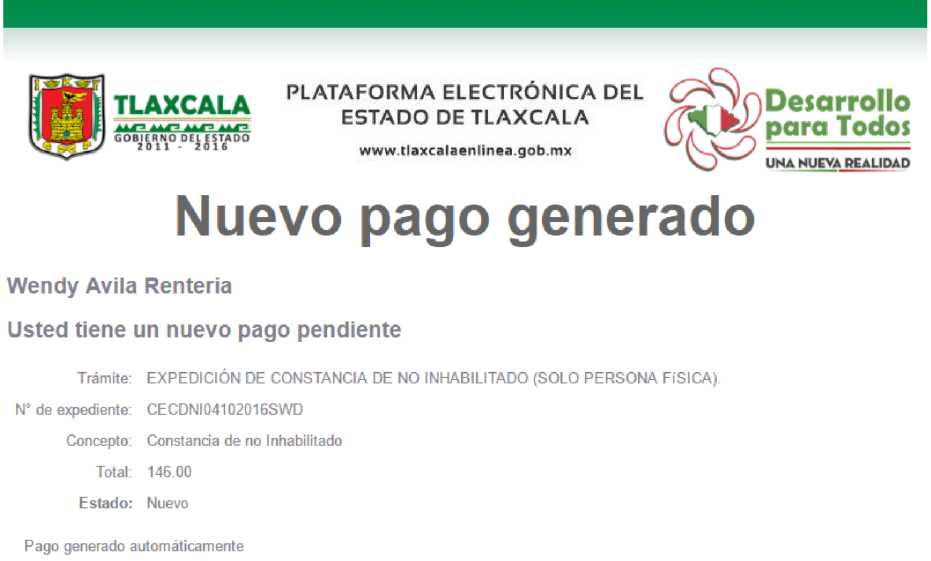 TLAXCALA
GOBIERNO DEL ESTADO
2011 - 2016
PLATAFORMA ELECTRÓNICA DEL
ESTADO DE TLAXCALA
www.tlaxcalaenlinea.gob.mx
Desarrollo
para Todos
UNA NUEVA REALIDAD
Nuevo pago generado
Wendy Avila Renteria
Usted tiene un nuevo pago pendiente
Trámite: EXPEDICIÓN DE CONSTANCIA DE NO INHABILITADO (SOLO PERSONA FíSICA).
N° de expediente: CECDNI04102016SWD
Concepto: Constancia de no Inhabilitado
Total: 146.00
Estado: Nuevo
Pago generado automáticamente